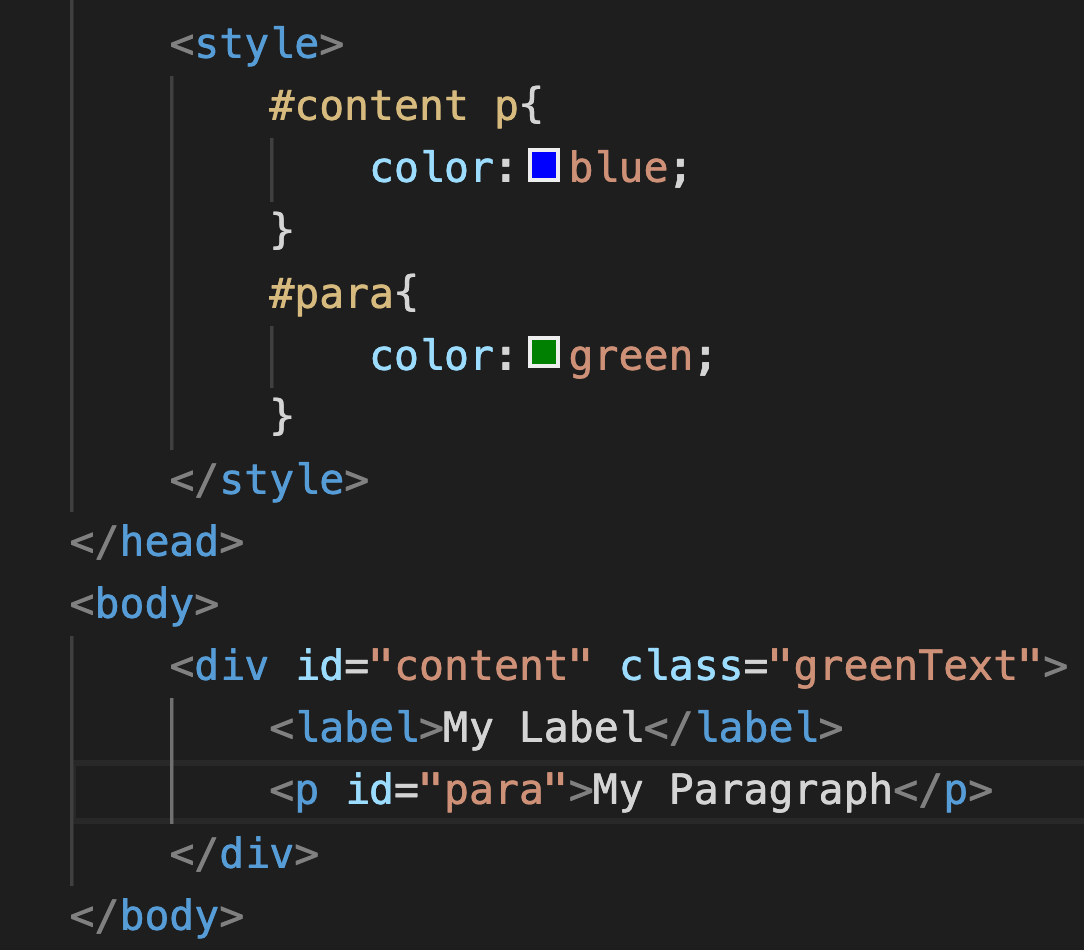 <style>
#content p{
color: blue;
}
#para{
color: green;
}
</style>
</head>
<body>
<div id="content" class="greenText">
<label>My Label</label>
<p id="para">My Paragraph</p>
</div>
</body>